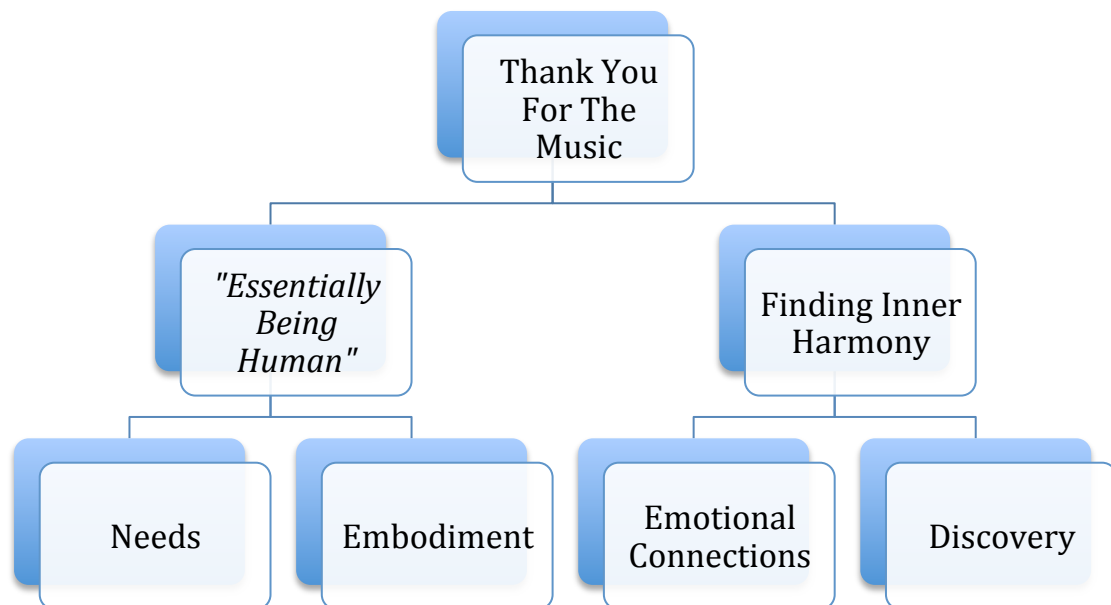 Thank You
For The
Music
"Essentially
Being
Human"
Finding Inner
Harmony
Needs
Embodiment
Emotional
Connections
Discovery